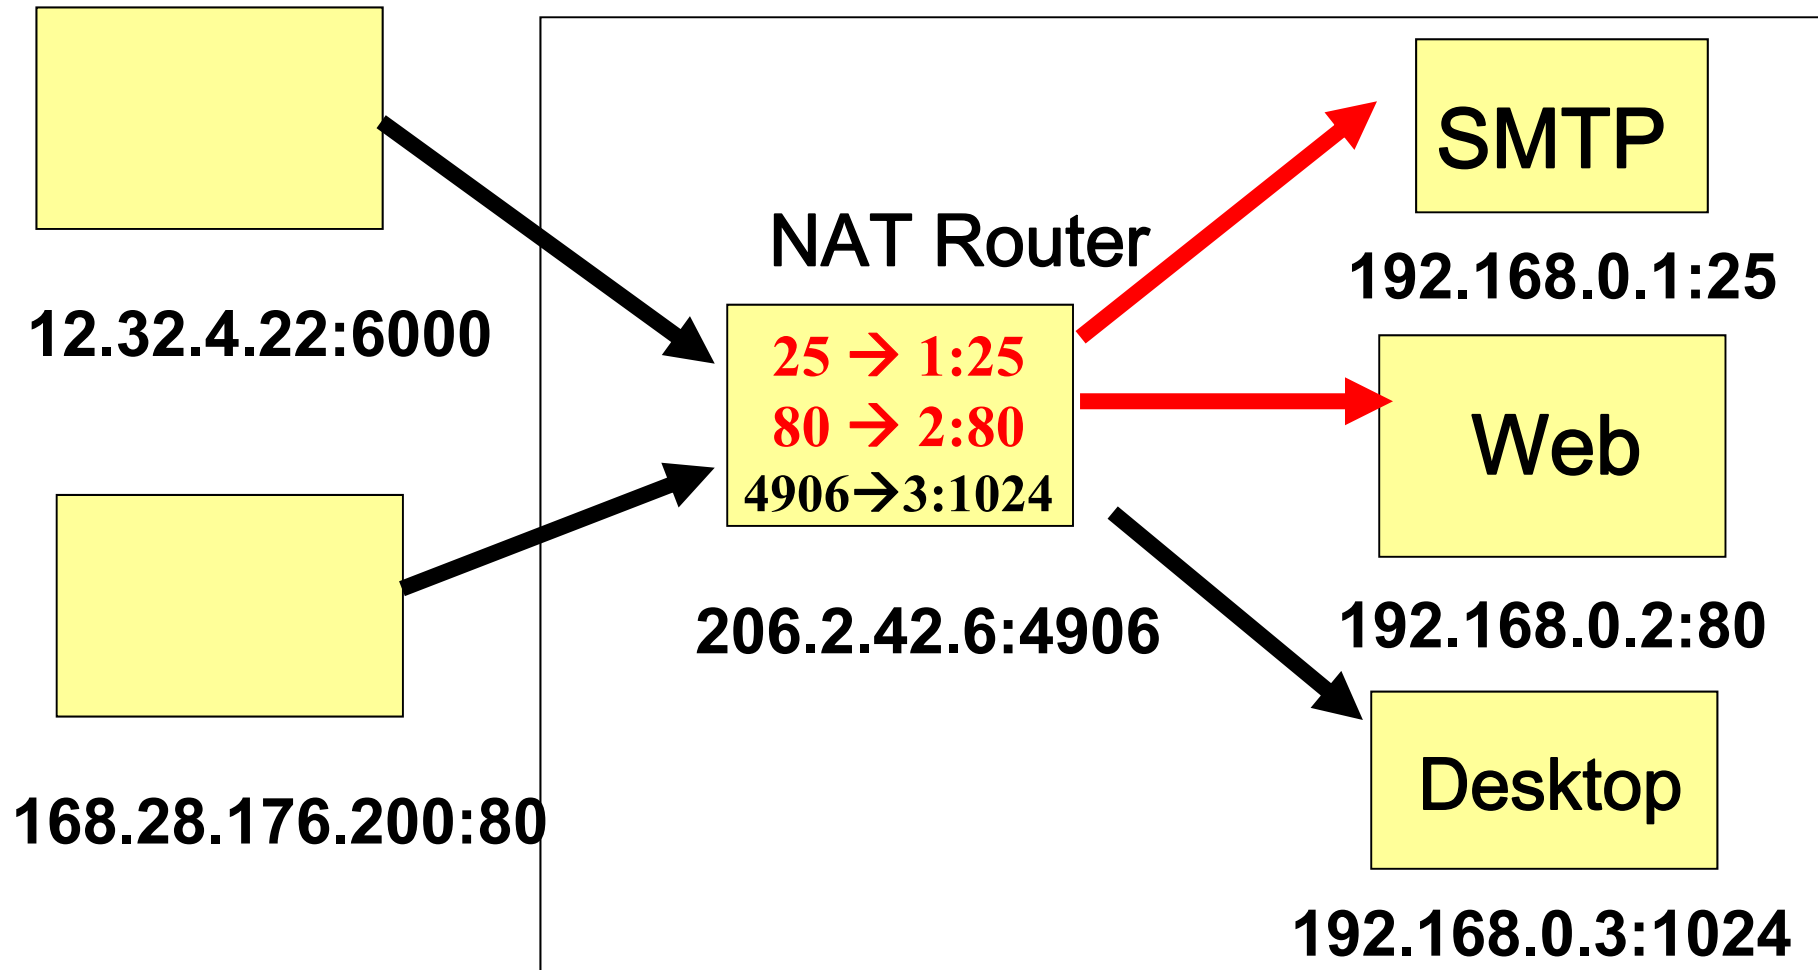 SMTP
NAT Router
192.168.0.1:25
12.32.4.22:6000
25 → 1:25
80 → 2:80
4906→3:1024
Web
206.2.42.6:4906
192.168.0.2:80
Desktop
168.28.176.200:80
192.168.0.3:1024